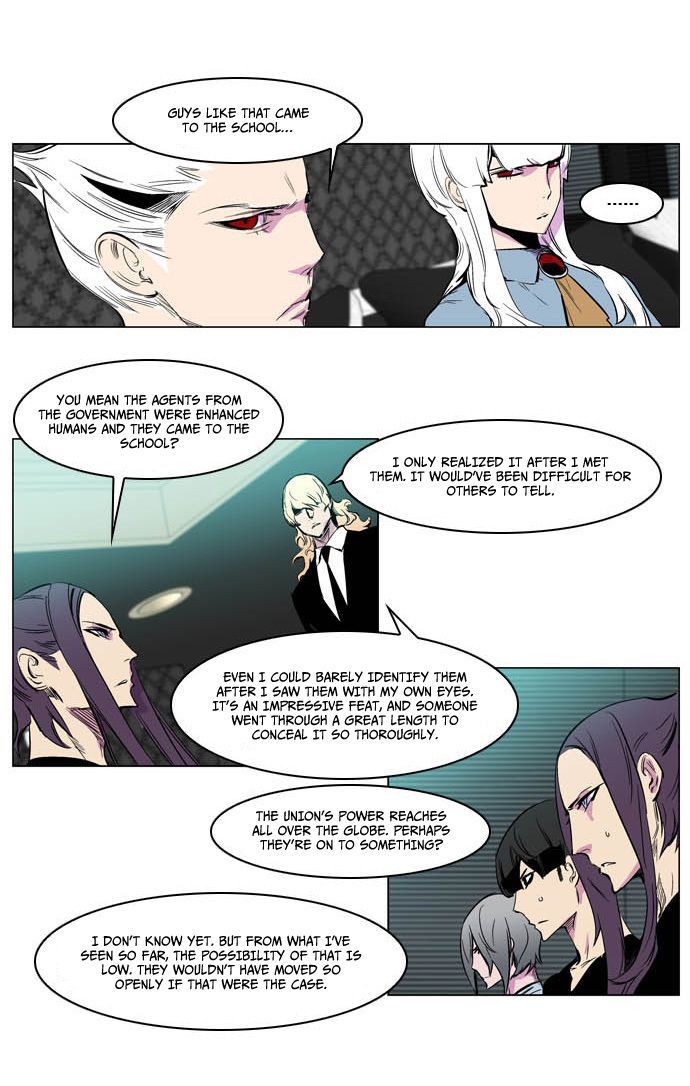 GUYS LIKE THAT CAME
TO THE SCHOOL...
------
YOU MEAN THE AGENTS FROM
THE GOVERNMENT WERE ENHANCED
HUMANS AND THEY CAME TO THE
SCHOOL?
I ONLY REALIZED IT AFTER I MET
THEM. IT WOULD'VE BEEN DIFFICULT FOR
OTHERS TO TELL.
EVEN I COULD BARELY IDENTIFY THEM
AFTER I SAW THEM WITH MY OWN EYES.
IT'S AN IMPRESSIVE FEAT, AND SOMEONE
WENT THROUGH A GREAT LENGTH TO
CONCEAL IT SO THOROUGHLY.
THE UNION'S POWER REACHES
ALL OVER THE GLOBE. PERHAPS
THEY'RE ON TO SOMETHING?
I DON'T KNOW YET. BUT FROM WHAT I'VE
SEEN SO FAR, THE POSSIBILITY OF THAT IS
LOW. THEY WOULDN'T HAVE MOVED SO
OPENLY IF THAT WERE THE CASE.